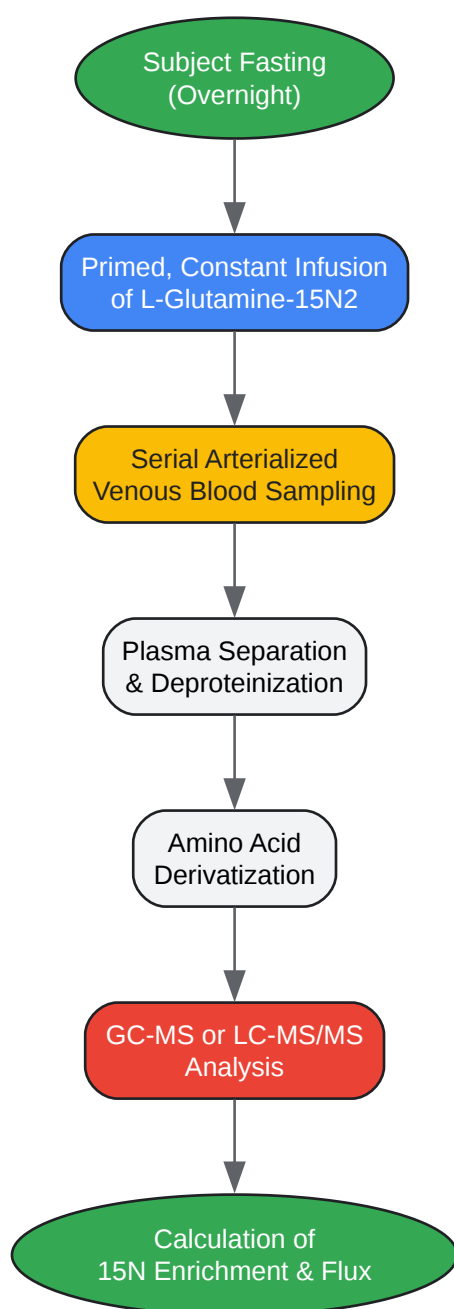 Subject Fasting
(Overnight)
Primed, Constant Infusion
of L-Glutamine-15N2
Serial Arterialized
Venous Blood Sampling
Plasma Separation
& Deproteinization
Amino Acid
Derivatization
GC-MS or LC-MS/MS
Analysis
Calculation of
15N Enrichment & Flux